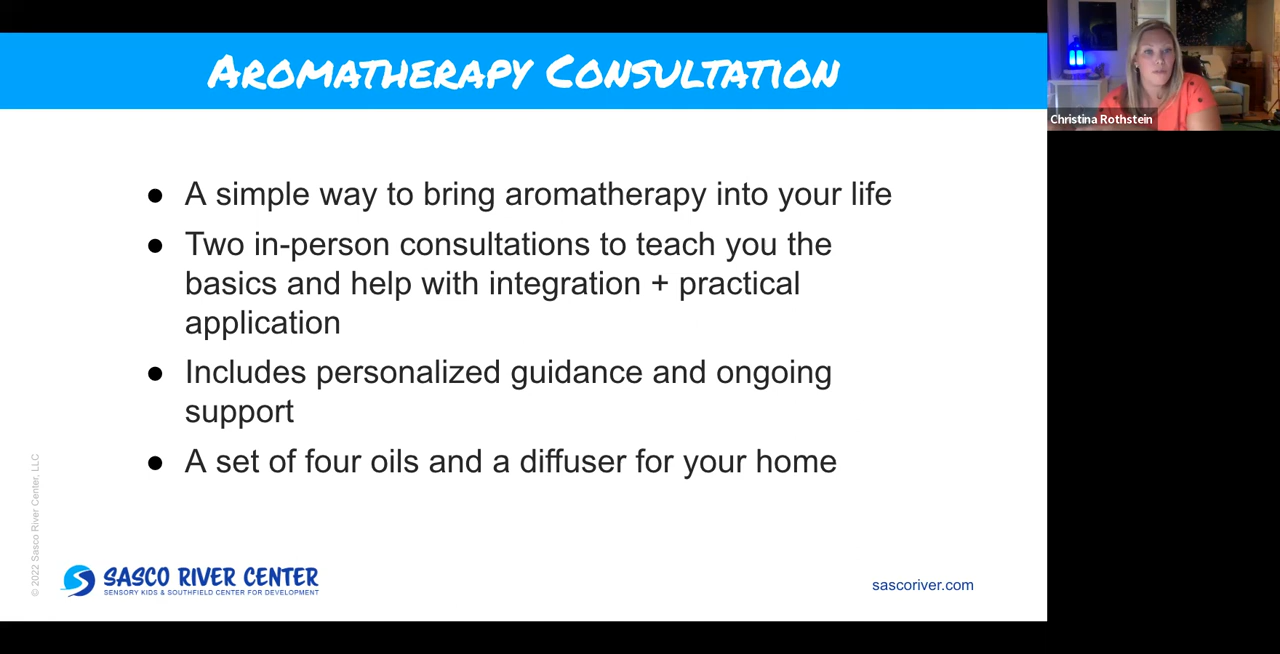 AROMATHERAPY CONSULTATION
Christina Rothstein
● A simple way to bring aromatherapy into your life
● Two in-person consultations to teach you the
basics and help with integration + practical
application
● Includes personalized guidance and ongoing
support
● A set of four oils and a diffuser for your home
© 2022 Sasco River Center, LLC
SASCO RIVER CENTER
SENSORY KIDS & SOUTHFIELD CENTER FOR DEVELOPMENT
sascoriver.com